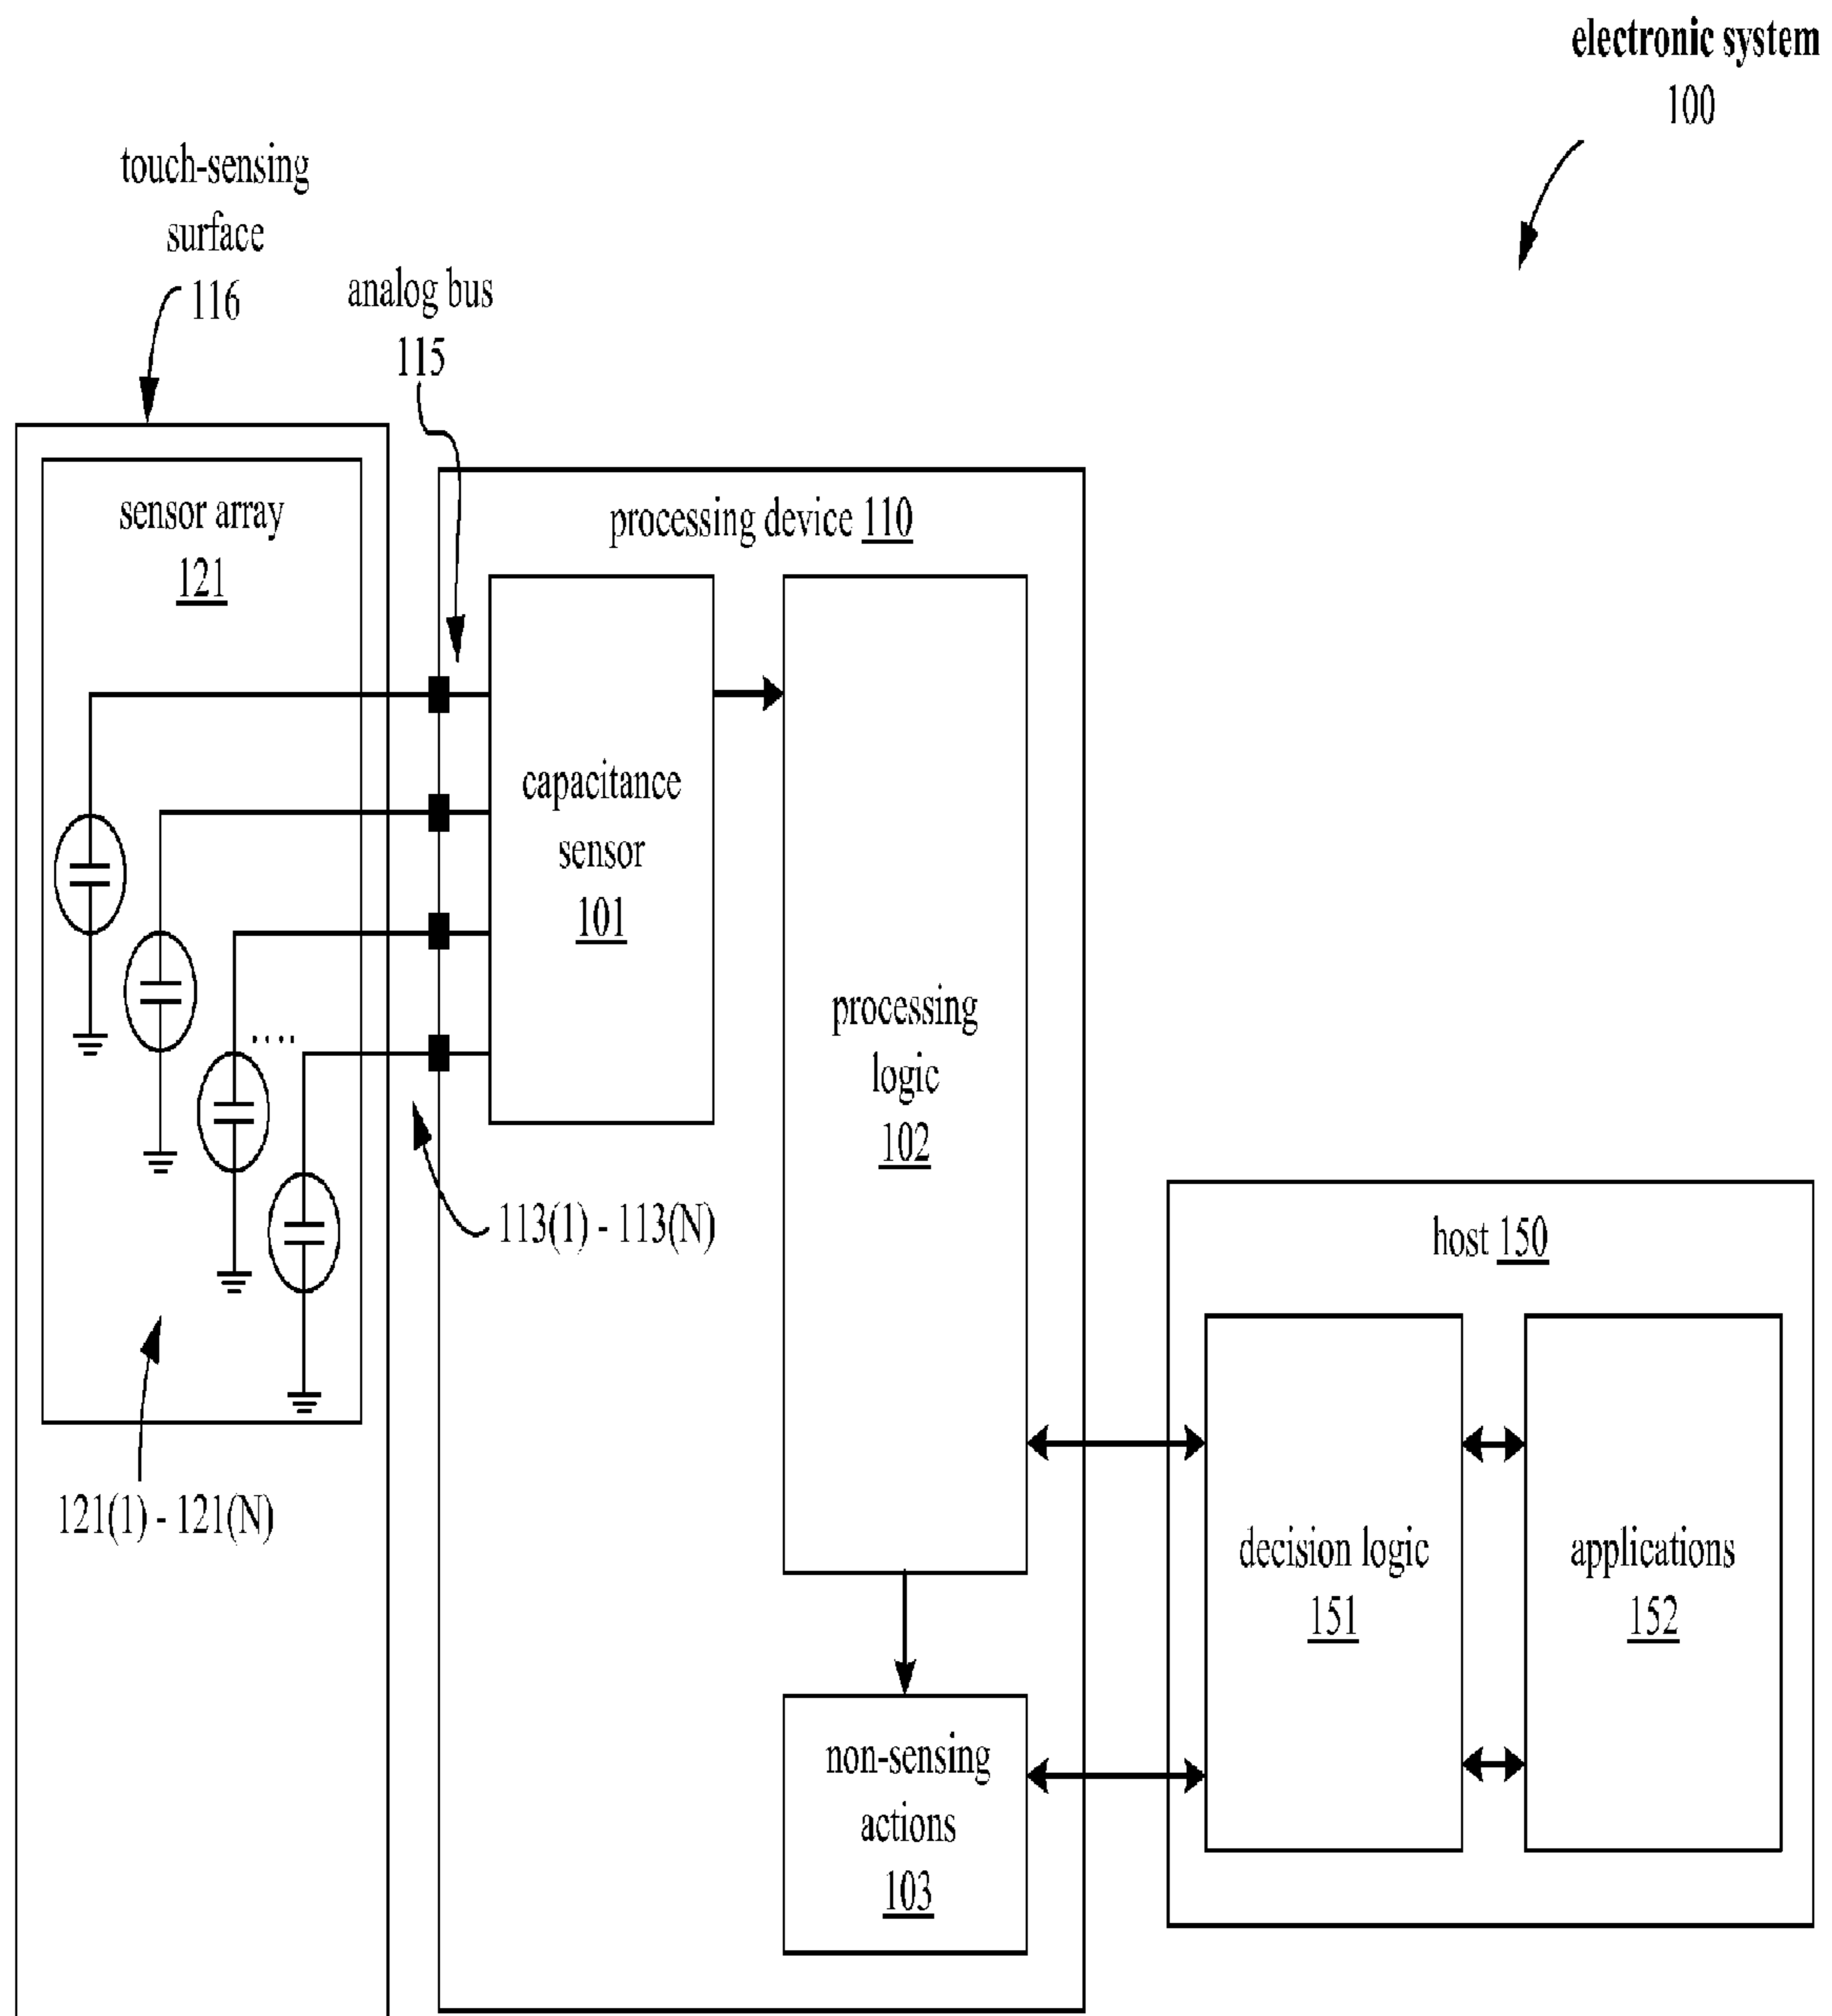 electronic system
100
touch-sensing
surface
116
analog bus
115
sensor array
121
processing device 110
capacitance
sensor
101
processing
logic
102
113(1) - 113(N)
121(1) - 121(N)
host 150
decision logic
151
applications
152
non-sensing
actions
103